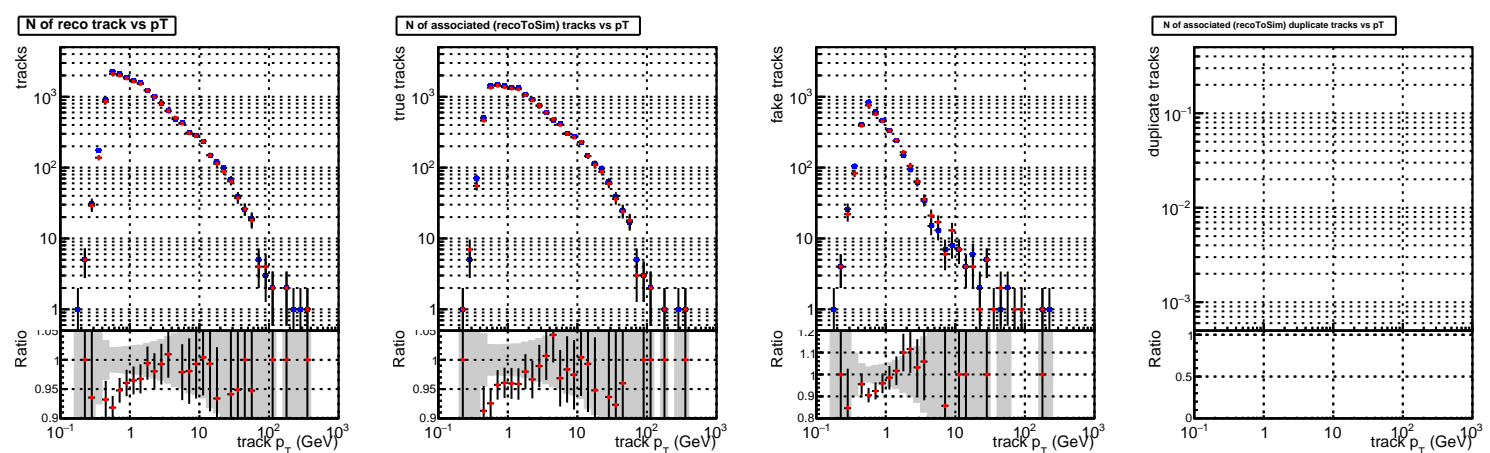 N of reco track vs pT
tracks
10³
10²
10
1
Ratio
1.05
1
0.95
0.9
10⁻¹ 1 10 10² 10³
track p_T (GeV)
N of associated (recoToSim) tracks vs pT
true tracks
10³
10²
10
1
Ratio
1.05
1
0.95
0.9
10⁻¹ 1 10 10² 10³
track p_T (GeV)
fake tracks
10³
10²
10
1
Ratio
1.2
1.1
1
0.9
0.8
10⁻¹ 1 10 10² 10³
track p_T (GeV)
N of associated (recoToSim) duplicate tracks vs pT
duplicate tracks
10⁻¹
10⁻²
10⁻³
Ratio
1
0.5
0
10⁻¹ 1 10 10² 10³
track p_T (GeV)